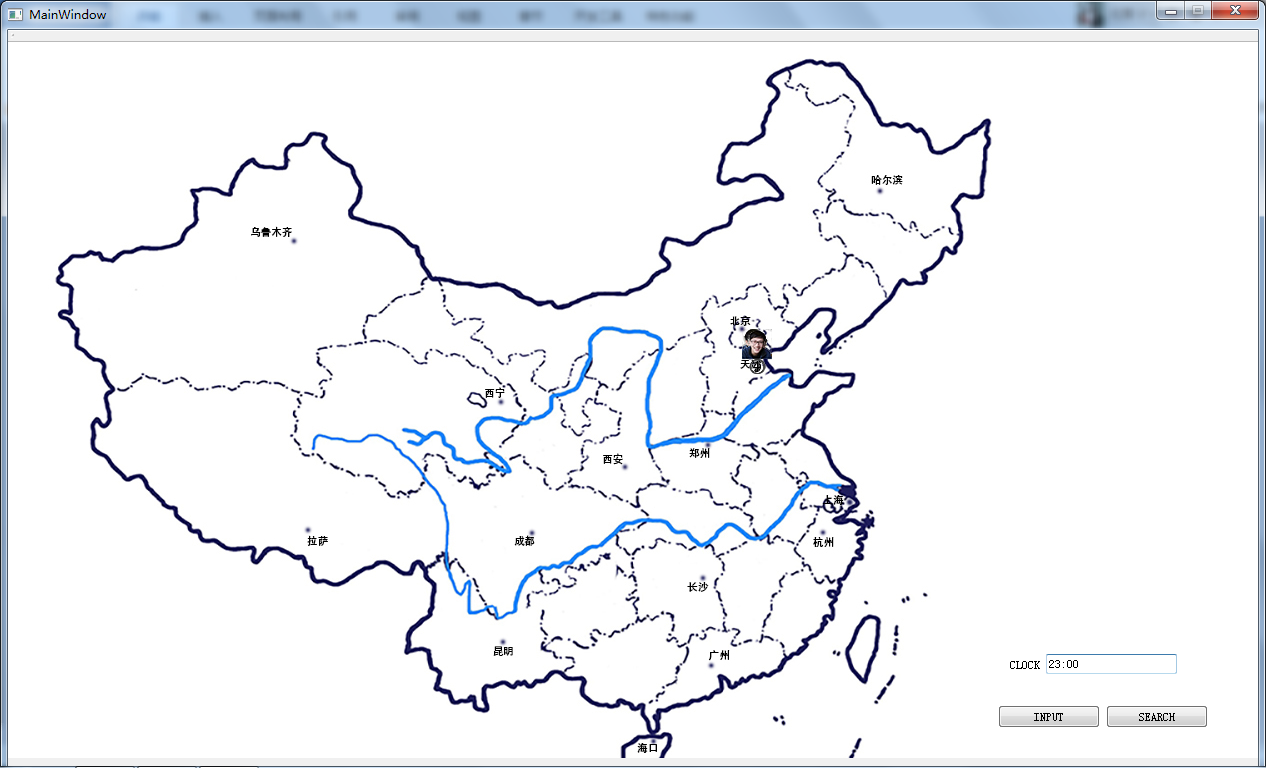 MainWindow
哈尔滨
乌鲁木齐
北京
天
西宁
郑州
西安
上海
拉萨
成都
杭州
长沙
昆明
广州
CLOCK 23:00
INPUT SEARCH
海口